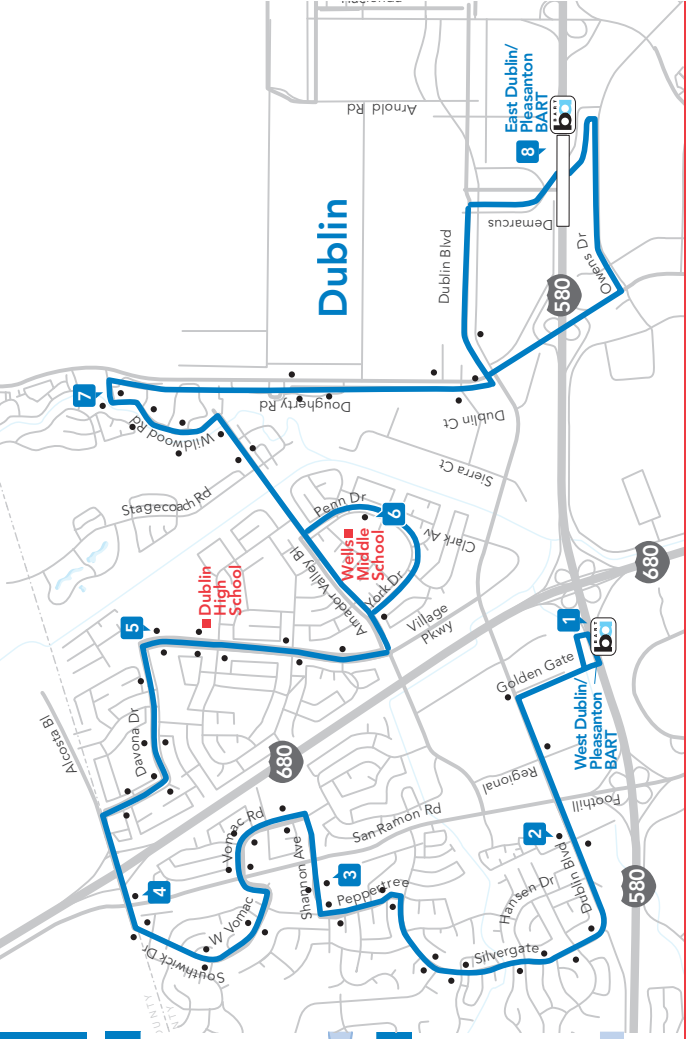 Arnold Rd
East Dublin/
Pleasanton
BART
BART
ba
8
Dublin
Demarcus
Dublin Blvd
580
Owens Dr
7
Dougherty Rd
Wildwood Rd
Dublin Ct
Stagecoach Rd
Sierra Ct
Penn Dr
6
Wells
Middle
School
Clark Av
Amador Valley Bl
York Dr
Dublin
High
School
5
Village
Pkwy
680
1
BART
ba
Golden Gate
West Dublin/
Pleasanton
BART
Alcosta Bl
Davona Dr
680
Regional
Foothill
San Ramon Rd
Vomac Rd
2
Shannon Ave
3
Peppertree
Hansen Dr
Dublin Blvd
580
4
W Vomac
Southwick Dr
Silvergate